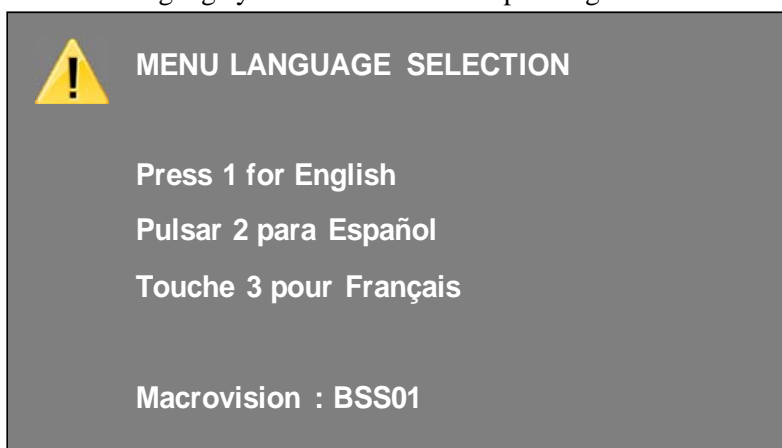 MENU LANGUAGE SELECTION
Press 1 for English
Pulsar 2 para Español
Touche 3 pour Français
Macrovision : BSS01